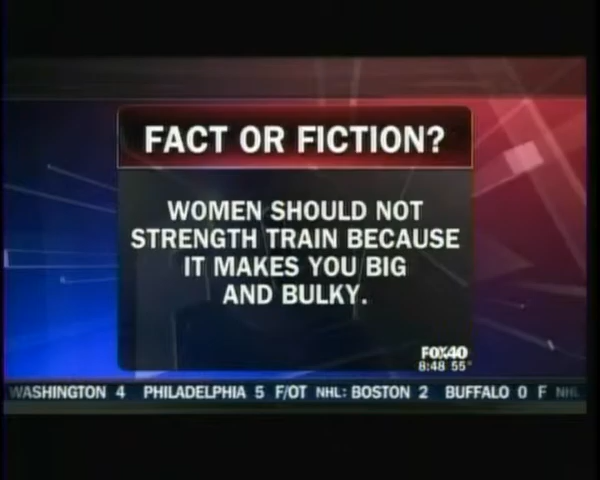 FACT OR FICTION?
WOMEN SHOULD NOT
STRENGTH TRAIN BECAUSE
IT MAKES YOU BIG
AND BULKY.
FOX40
8:48 55°
WASHINGTON 4 PHILADELPHIA 5 F/OT NHL: BOSTON 2 BUFFALO 0 F NHL